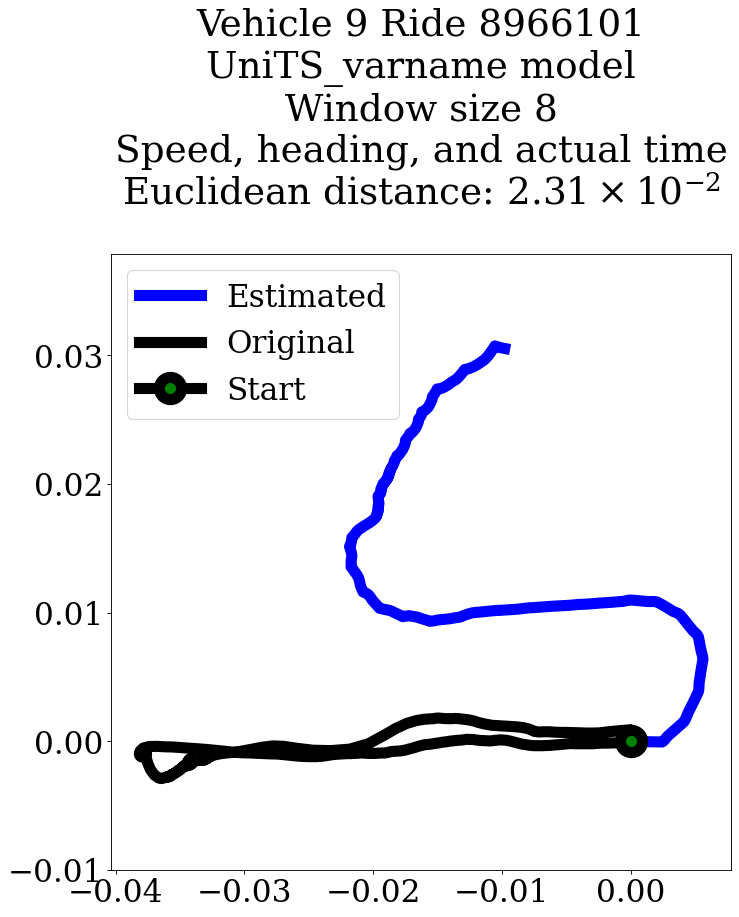 Vehicle 9 Ride 8966101
UniTS_varname model
Window size 8
Speed, heading, and actual time
Euclidean distance: 2.31 × 10⁻²
Estimated
Original
Start
0.03
0.02
0.01
0.00
−0.01
−0.04 −0.03 −0.02 −0.01 0.00